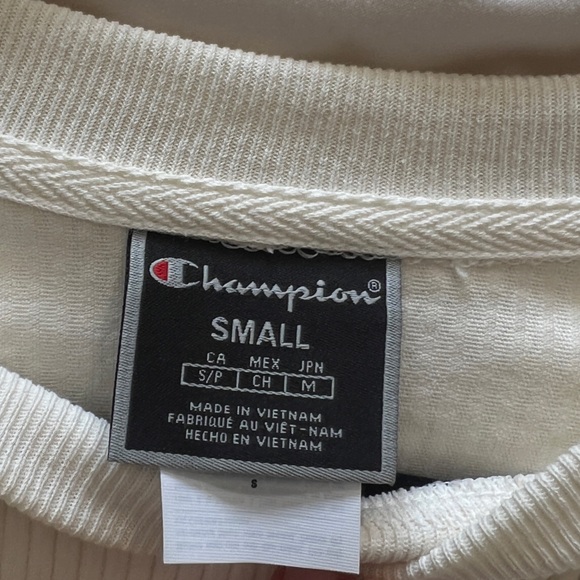 Champion®
SMALL
CA MEX JPN
S/P CH M
MADE IN VIETNAM
FABRIQUÉ AU VIÊT-NAM
HECHO EN VIETNAM
S